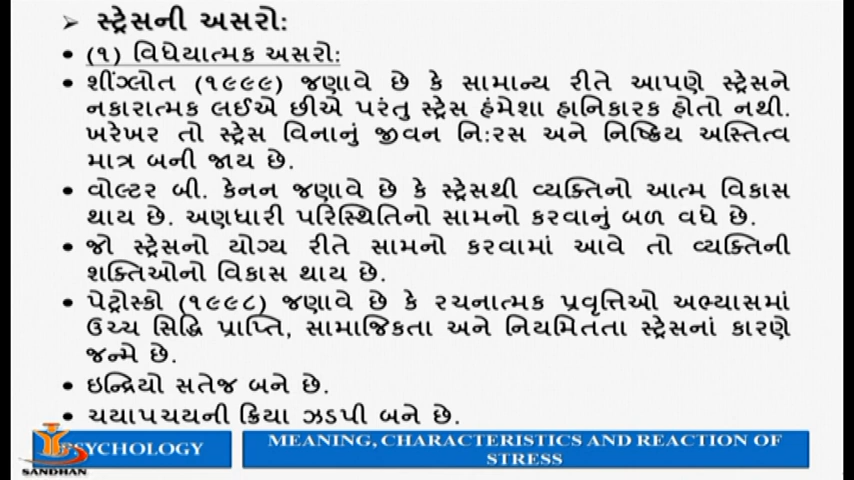 ➢ સ્ટ્રેસની અસરો:
• (૧) વિધેયાત્મક અસરો:
• શીંગ્લોત (૧૯૯૯) જણાવે છે કે સામાન્ય રીતે આપણે સ્ટ્રેસને
નકારાત્મક લઈએ છીએ પરંતુ સ્ટ્રેસ હંમેશા હાનિકારક હોતો નથી.
ખરેખર તો સ્ટ્રેસ વિનાનું જીવન નિ:રસ અને નિષ્ક્રિય અસ્તિત્વ
માત્ર બની જાય છે.
• વોલ્ટર બી. કેનન જણાવે છે કે સ્ટ્રેસથી વ્યક્તિનો આત્મ વિકાસ
થાય છે. અણધારી પરિસ્થિતિનો સામનો કરવાનું બળ વધે છે.
• જો સ્ટ્રેસનો યોગ્ય રીતે સામનો કરવામાં આવે તો વ્યક્તિની
શક્તિઓનો વિકાસ થાય છે.
• પેટ્રોસ્કો (૧૯૯૮) જણાવે છે કે રચનાત્મક પ્રવૃત્તિઓ અભ્યાસમાં
ઉચ્ચ સિદ્ધિ પ્રાપ્તિ, સામાજિકતા અને નિયમિતતા સ્ટ્રેસનાં કારણે
જન્મે છે.
• ઇન્દ્રિયો સતેજ બને છે.
• ચયાપચયની ક્રિયા ઝડપી બને છે.
PSYCHOLOGY
SANDHAN
MEANING, CHARACTERISTICS AND REACTION OF
STRESS